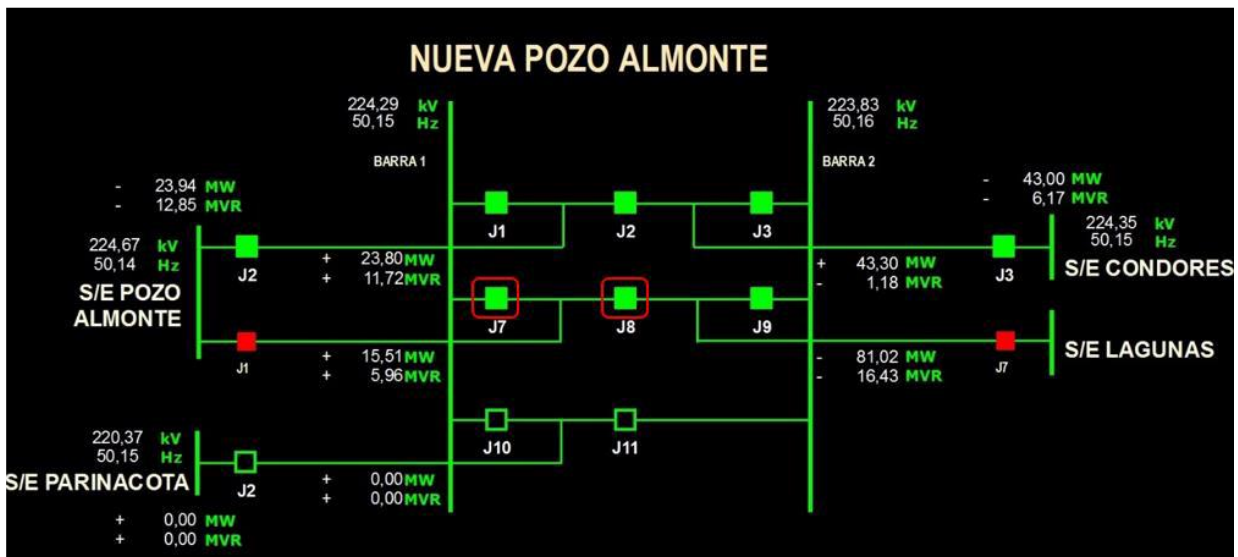 NUEVA POZO ALMONTE
224,29 kV
50,15 Hz
223,83 kV
50,16 Hz
BARRA 1
BARRA 2
- 23,94 MW
- 12,85 MVR
- 43,00 MW
- 6,17 MVR
J1
J2
J3
224,67 kV
50,14 Hz
J2
+ 23,80 MW
+ 11,72 MVR
+ 43,30 MW
- 1,18 MVR
J3
224,35 kV
50,15 Hz
S/E CONDORES
S/E POZO
ALMONTE
J7
J8
J9
J1
+ 15,51 MW
+ 5,96 MVR
- 81,02 MW
- 16,43 MVR
J7
S/E LAGUNAS
J10
J11
220,37 kV
50,15 Hz
S/E PARINACOTA
J2
+ 0,00 MW
+ 0,00 MVR
+ 0,00 MW
+ 0,00 MVR